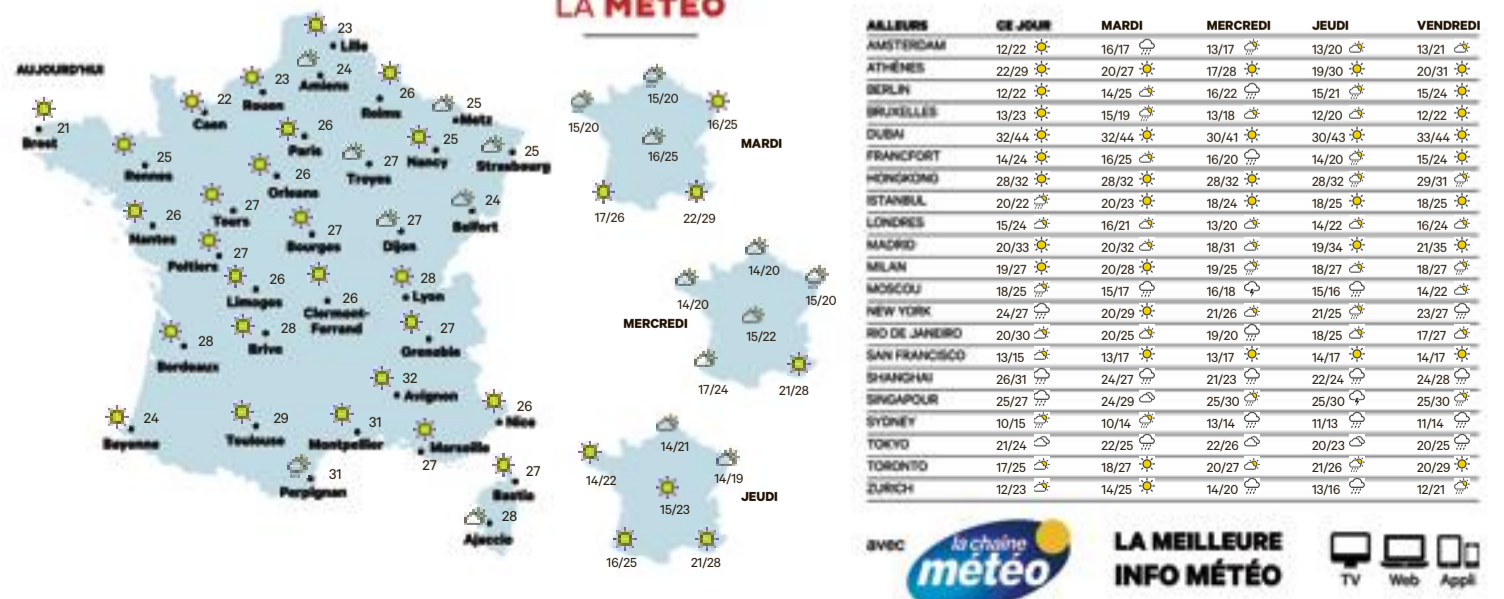 LA MÉTÉO
AUJOURD'HUI
23
Lille
24
Amiens
23
Rouen
26
Reims
22
Caen
25
Metz
21
Brest
26
Paris
25
Nancy
25
Strasbourg
25
Rennes
27
Troyes
26
Orléans
24
Belfort
27
Tours
26
Nantes
27
Bourges
27
Dijon
27
Poitiers
26
Limoges
26
Clermont-
Ferrand
28
Lyon
28
Bordeaux
28
Brive
27
Grenoble
32
Avignon
24
Bayonne
29
Toulouse
31
Montpellier
26
Nice
27
Marseille
31
Perpignan
27
Bastia
28
Ajaccio
15/20
15/20
16/25
16/25
17/26
22/29
MARDI
14/20
14/20
15/20
15/22
17/24
21/28
MERCREDI
14/21
14/22
14/19
15/23
16/25
21/28
JEUDI
AILLEURS CE JOUR MARDI MERCREDI JEUDI VENDREDI
AMSTERDAM 12/22 16/17 13/17 13/20 13/21
ATHÈNES 22/29 20/27 17/28 19/30 20/31
BERLIN 12/22 14/25 16/22 15/21 15/24
BRUXELLES 13/23 15/19 13/18 12/20 12/22
DUBAI 32/44 32/44 30/41 30/43 33/44
FRANCFORT 14/24 16/25 16/20 14/20 15/24
HONGKONG 28/32 28/32 28/32 28/32 29/31
ISTANBUL 20/22 20/23 18/24 18/25 18/25
LONDRES 15/24 16/21 13/20 14/22 16/24
MADRID 20/33 20/32 18/31 19/34 21/35
MILAN 19/27 20/28 19/25 18/27 18/27
MOSCOU 18/25 15/17 16/18 15/16 14/22
NEW YORK 24/27 20/29 21/26 21/25 23/27
RIO DE JANEIRO 20/30 20/25 19/20 18/25 17/27
SAN FRANCISCO 13/15 13/17 13/17 14/17 14/17
SHANGHAI 26/31 24/27 21/23 22/24 24/28
SINGAPOUR 25/27 24/29 25/30 25/30 25/30
SYDNEY 10/15 10/14 13/14 11/13 11/14
TOKYO 21/24 22/25 22/26 20/23 20/25
TORONTO 17/25 18/27 20/27 21/26 20/29
ZURICH 12/23 14/25 14/20 13/16 12/21
avec
la chaîne
météo
LA MEILLEURE
INFO MÉTÉO
TV Web Appli